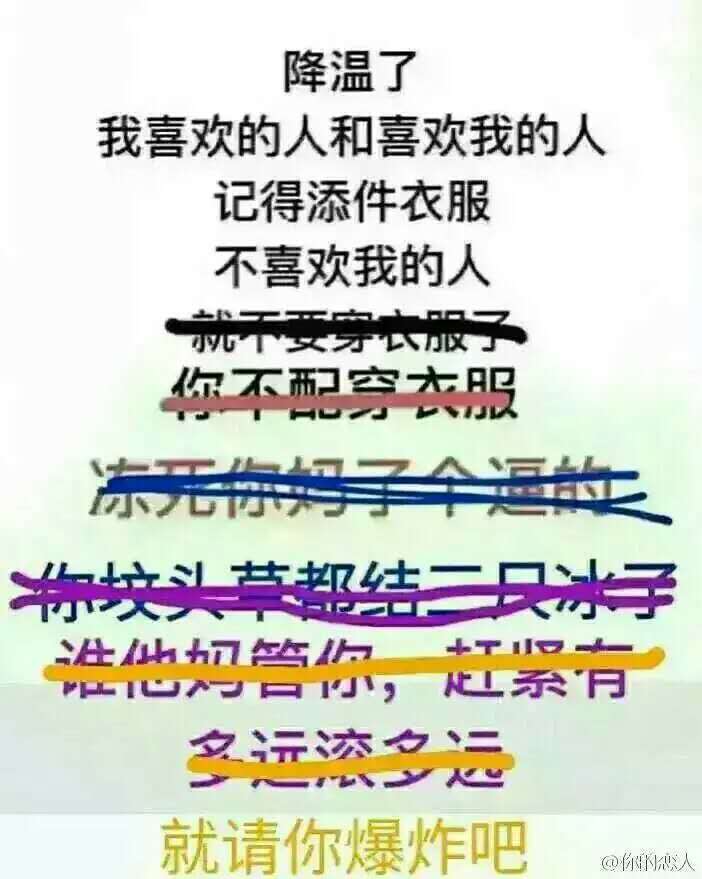 降温了
我喜欢的人和喜欢我的人
记得添件衣服
不喜欢我的人
就不要穿衣服了
你不配穿衣服
冻死你妈了个逼的
你坟头草都结二尺冰了
谁他妈管你，赶紧有
多远滚多远
就请你爆炸吧
@你的恋人